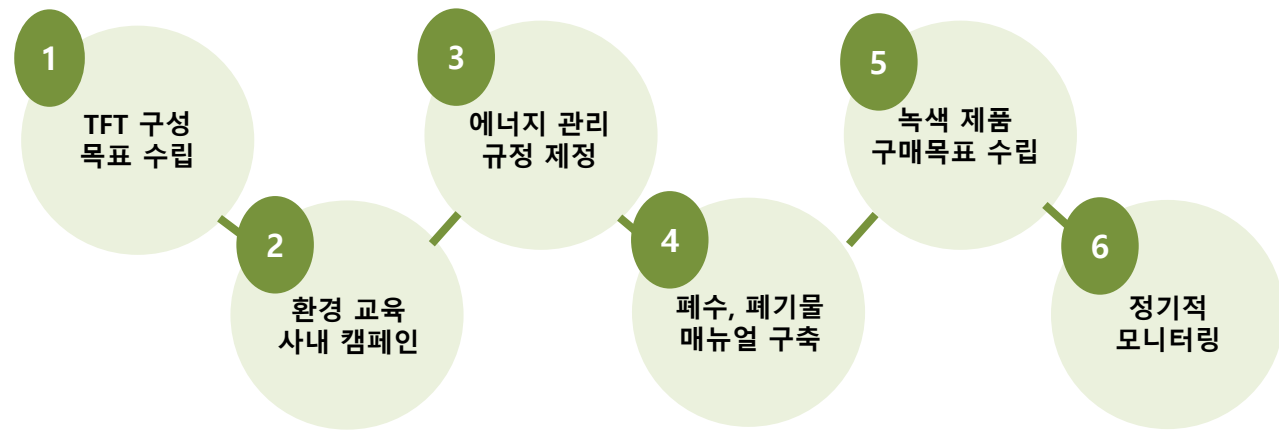 1
TFT 구성
목표 수립
2
환경 교육
사내 캠페인
3
에너지 관리
규정 제정
4
폐수, 폐기물
매뉴얼 구축
5
녹색 제품
구매목표 수립
6
정기적
모니터링